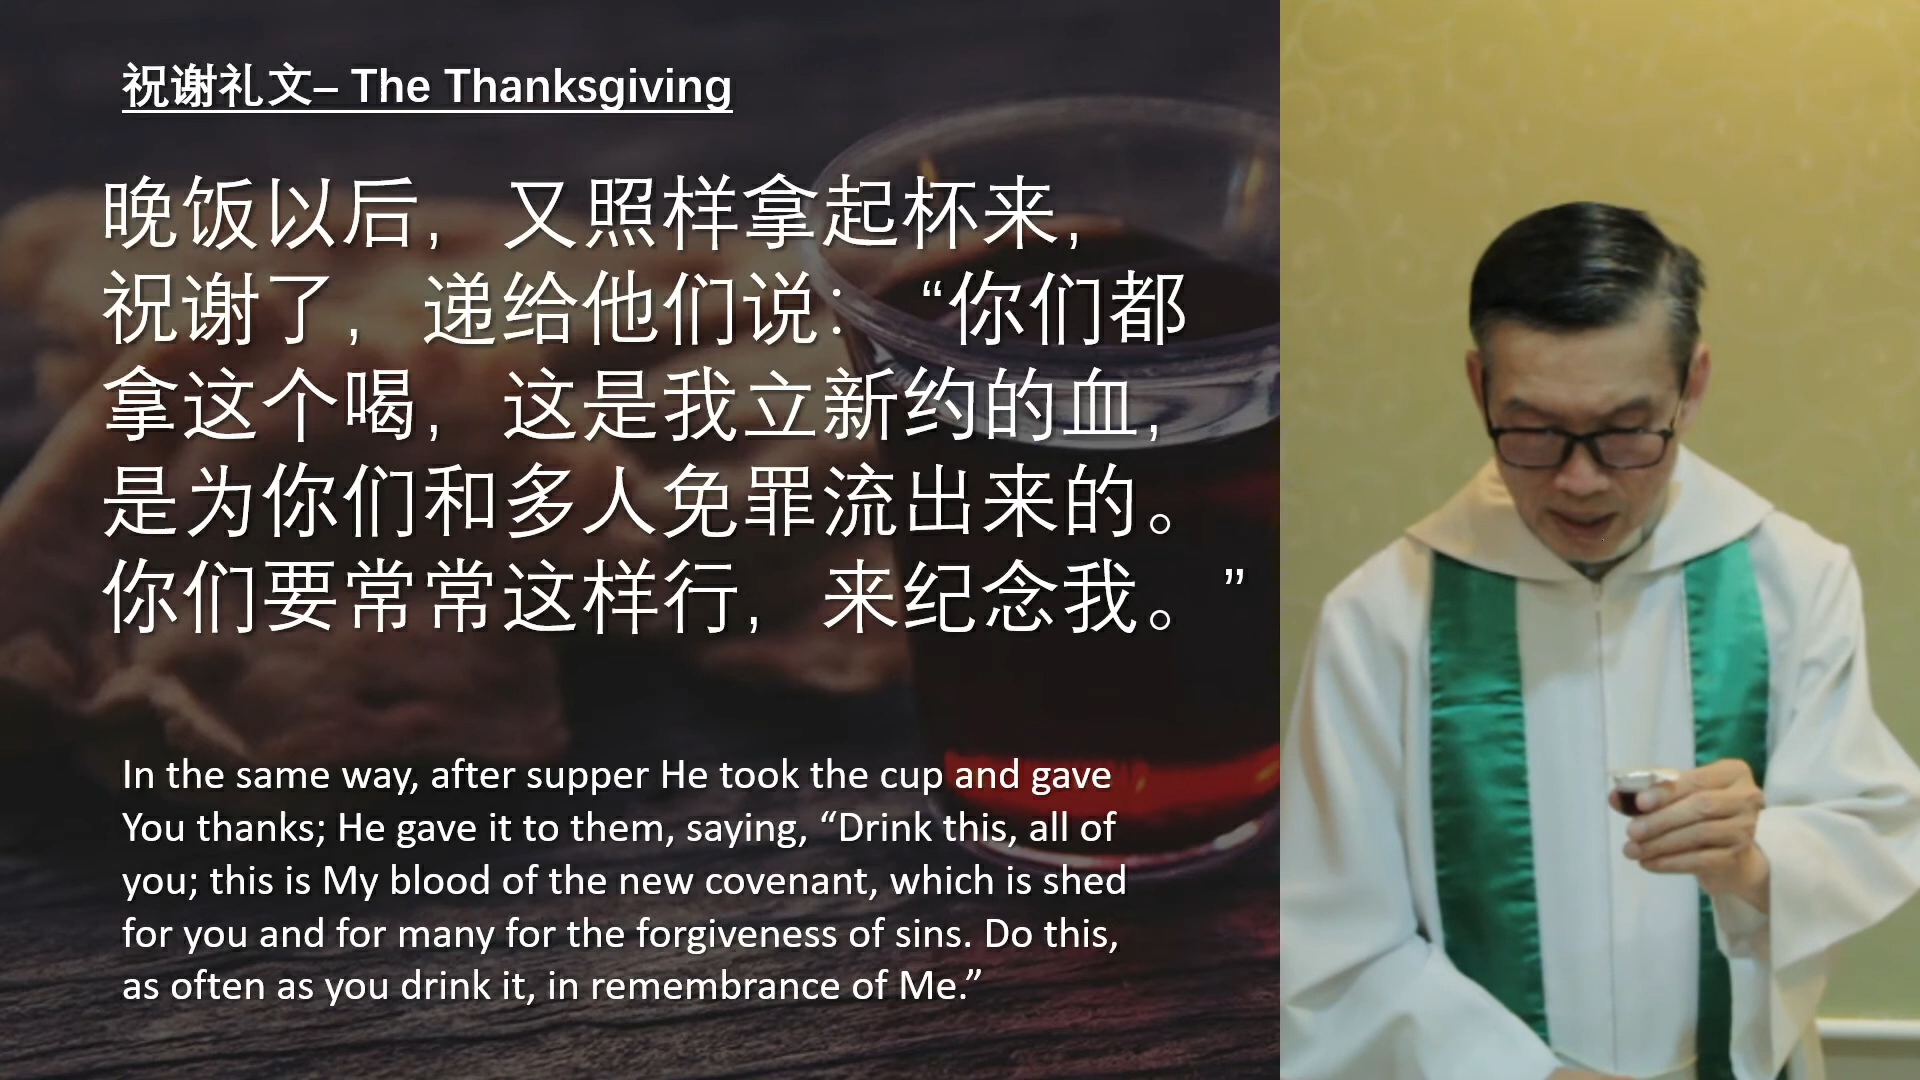 祝谢礼文– The Thanksgiving
晚饭以后，又照样拿起杯来，
祝谢了，递给他们说：“你们都
拿这个喝，这是我立新约的血，
是为你们和多人免罪流出来的。
你们要常常这样行，来纪念我。”
In the same way, after supper He took the cup and gave
You thanks; He gave it to them, saying, “Drink this, all of
you; this is My blood of the new covenant, which is shed
for you and for many for the forgiveness of sins. Do this,
as often as you drink it, in remembrance of Me.”